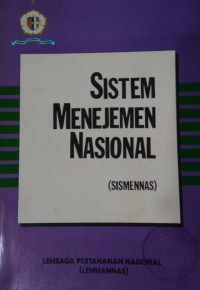 SISTEM
MENEJEMEN
NASIONAL
(SISMENNAS)
LEMBAGA PERTAHANAN NASIONAL
(LEMHANNAS)